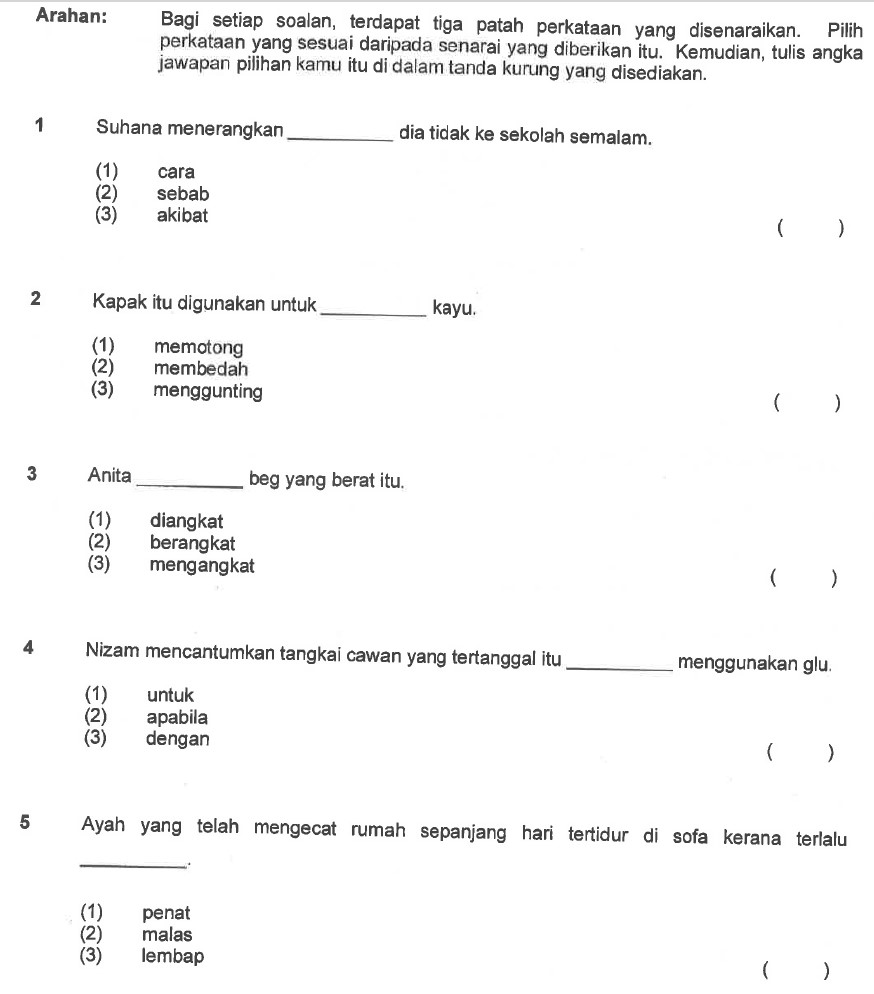 Arahan: Bagi setiap soalan, terdapat tiga patah perkataan yang disenaraikan. Pilih
perkataan yang sesuai daripada senarai yang diberikan itu. Kemudian, tulis angka
jawapan pilihan kamu itu di dalam tanda kurung yang disediakan.
1 Suhana menerangkan __________ dia tidak ke sekolah semalam.
(1) cara
(2) sebab
(3) akibat
( )
2 Kapak itu digunakan untuk __________ kayu.
(1) memotong
(2) membedah
(3) menggunting
( )
3 Anita __________ beg yang berat itu.
(1) diangkat
(2) berangkat
(3) mengangkat
( )
4 Nizam mencantumkan tangkai cawan yang tertanggal itu __________ menggunakan glu.
(1) untuk
(2) apabila
(3) dengan
( )
5 Ayah yang telah mengecat rumah sepanjang hari tertidur di sofa kerana terlalu
__________.
(1) penat
(2) malas
(3) lembap
( )